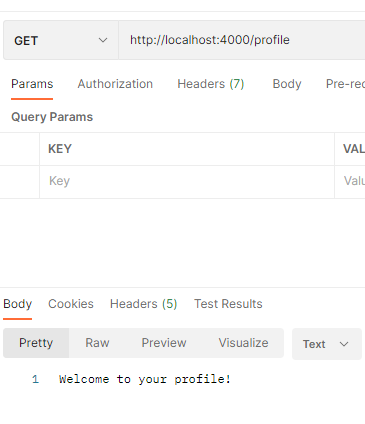 GET http://localhost:4000/profile
Params Authorization Headers (7) Body Pre-rec
Query Params
KEY VAL
Key Valu
Body Cookies Headers (5) Test Results
Pretty Raw Preview Visualize Text
1 Welcome to your profile!